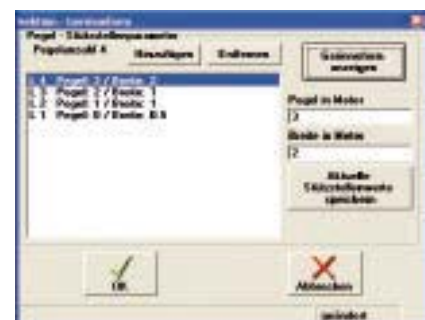 Pegel - Stützstellenparameter
Pegelanzahl 4
Hinzufügen
Entfernen
anzeigen
L 4 Pegel: 3 / Breite: 2
L 3 Pegel: 2 / Breite: 1
L 2 Pegel: 1 / Breite: 1
L 1 Pegel: 0 / Breite: 0.5
Pegel in Meter
3
Breite in Meter
2
Aktuelle
Stützstellenwerte
speichern
OK
Abbrechen
geändert